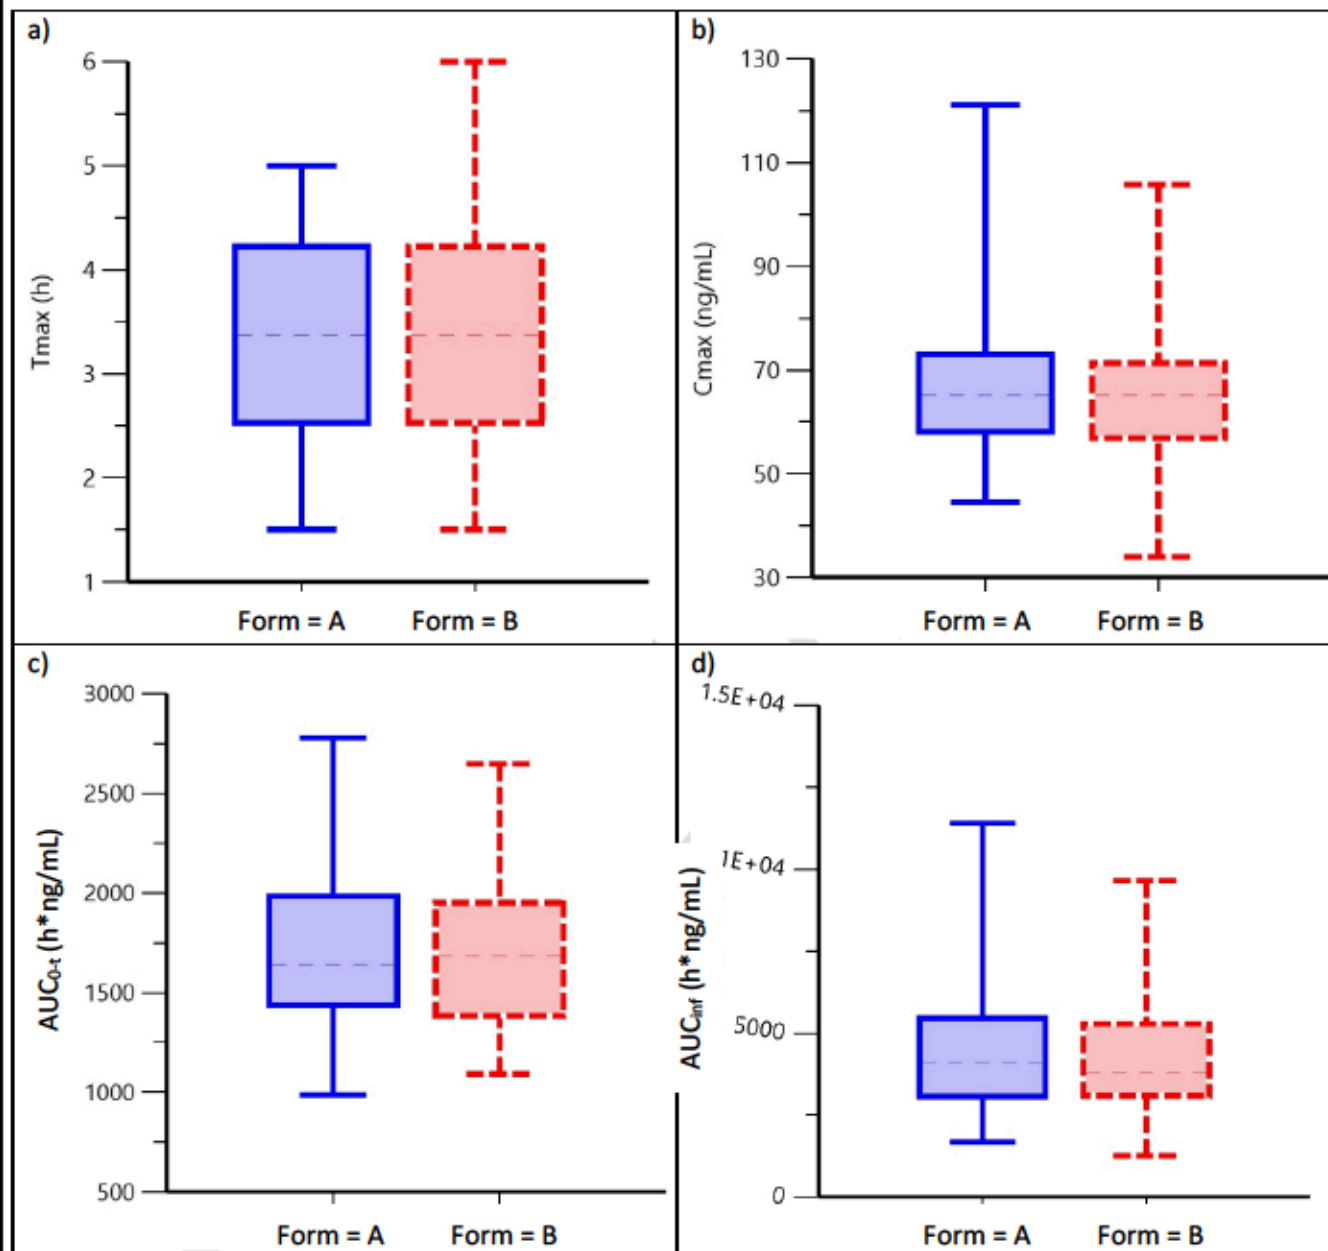 a)
Tmax (h)
6
5
4
3
2
1
Form = A Form = B
b)
Cmax (ng/mL)
130
110
90
70
50
30
Form = A Form = B
c)
AUC0-t (h*ng/mL)
3000
2500
2000
1500
1000
500
Form = A Form = B
d)
AUCinf (h*ng/mL)
1.5E+04
1E+04
5000
0
Form = A Form = B